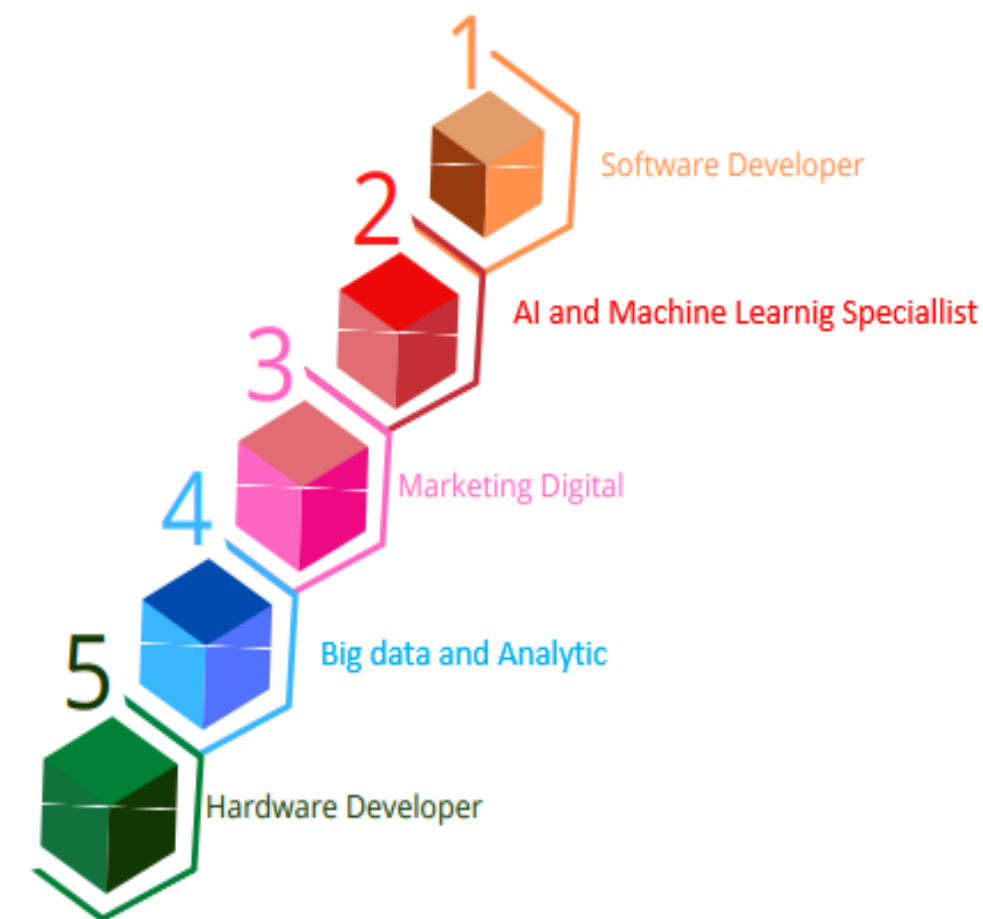 1
Software Developer
2
AI and Machine Learnig Speciallist
3
Marketing Digital
4
Big data and Analytic
5
Hardware Developer